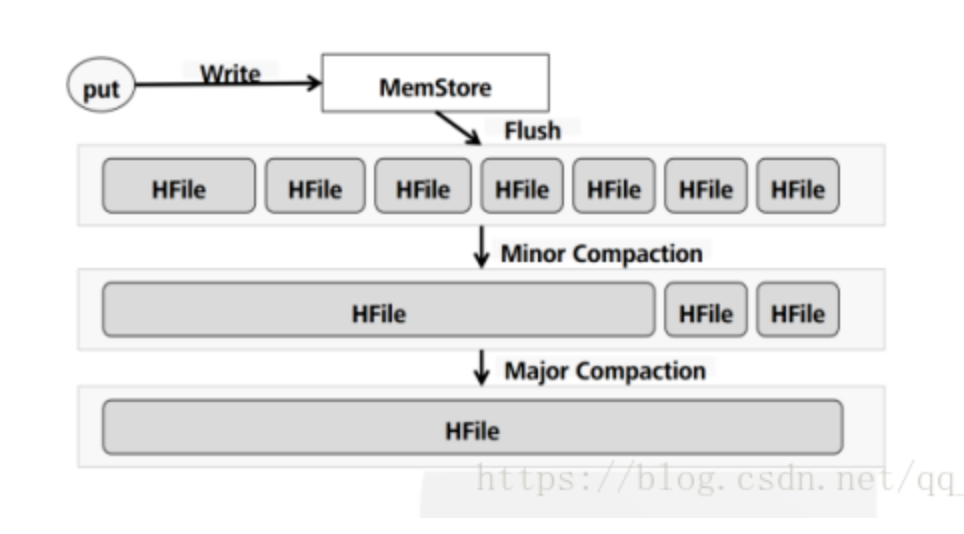 put
Write
MemStore
Flush
HFile HFile HFile HFile HFile HFile HFile
Minor Compaction
HFile HFile HFile
Major Compaction
HFile
https://blog.csdn.net/qq_